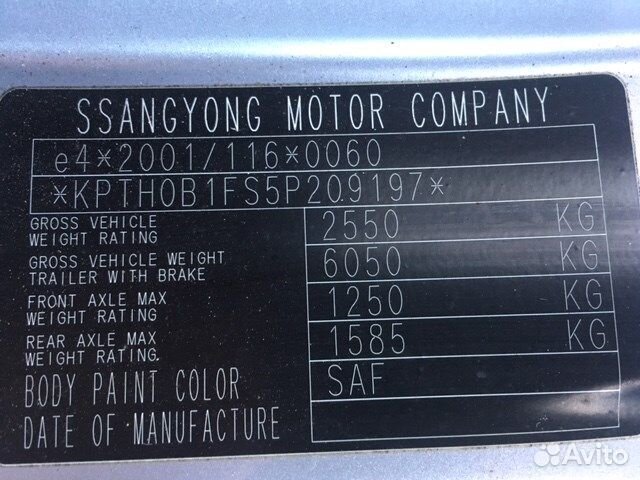 SSANGYONG MOTOR COMPANY
e4*2001/116*0060
*KPTH0B1FS5P209197*
GROSS VEHICLE
WEIGHT RATING 2550 KG
GROSS VEHICLE WEIGHT
TRAILER WITH BRAKE 6050 KG
FRONT AXLE MAX
WEIGHT RATING 1250 KG
REAR AXLE MAX
WEIGHT RATING 1585 KG
BODY PAINT COLOR SAF
DATE OF MANUFACTURE
Avito